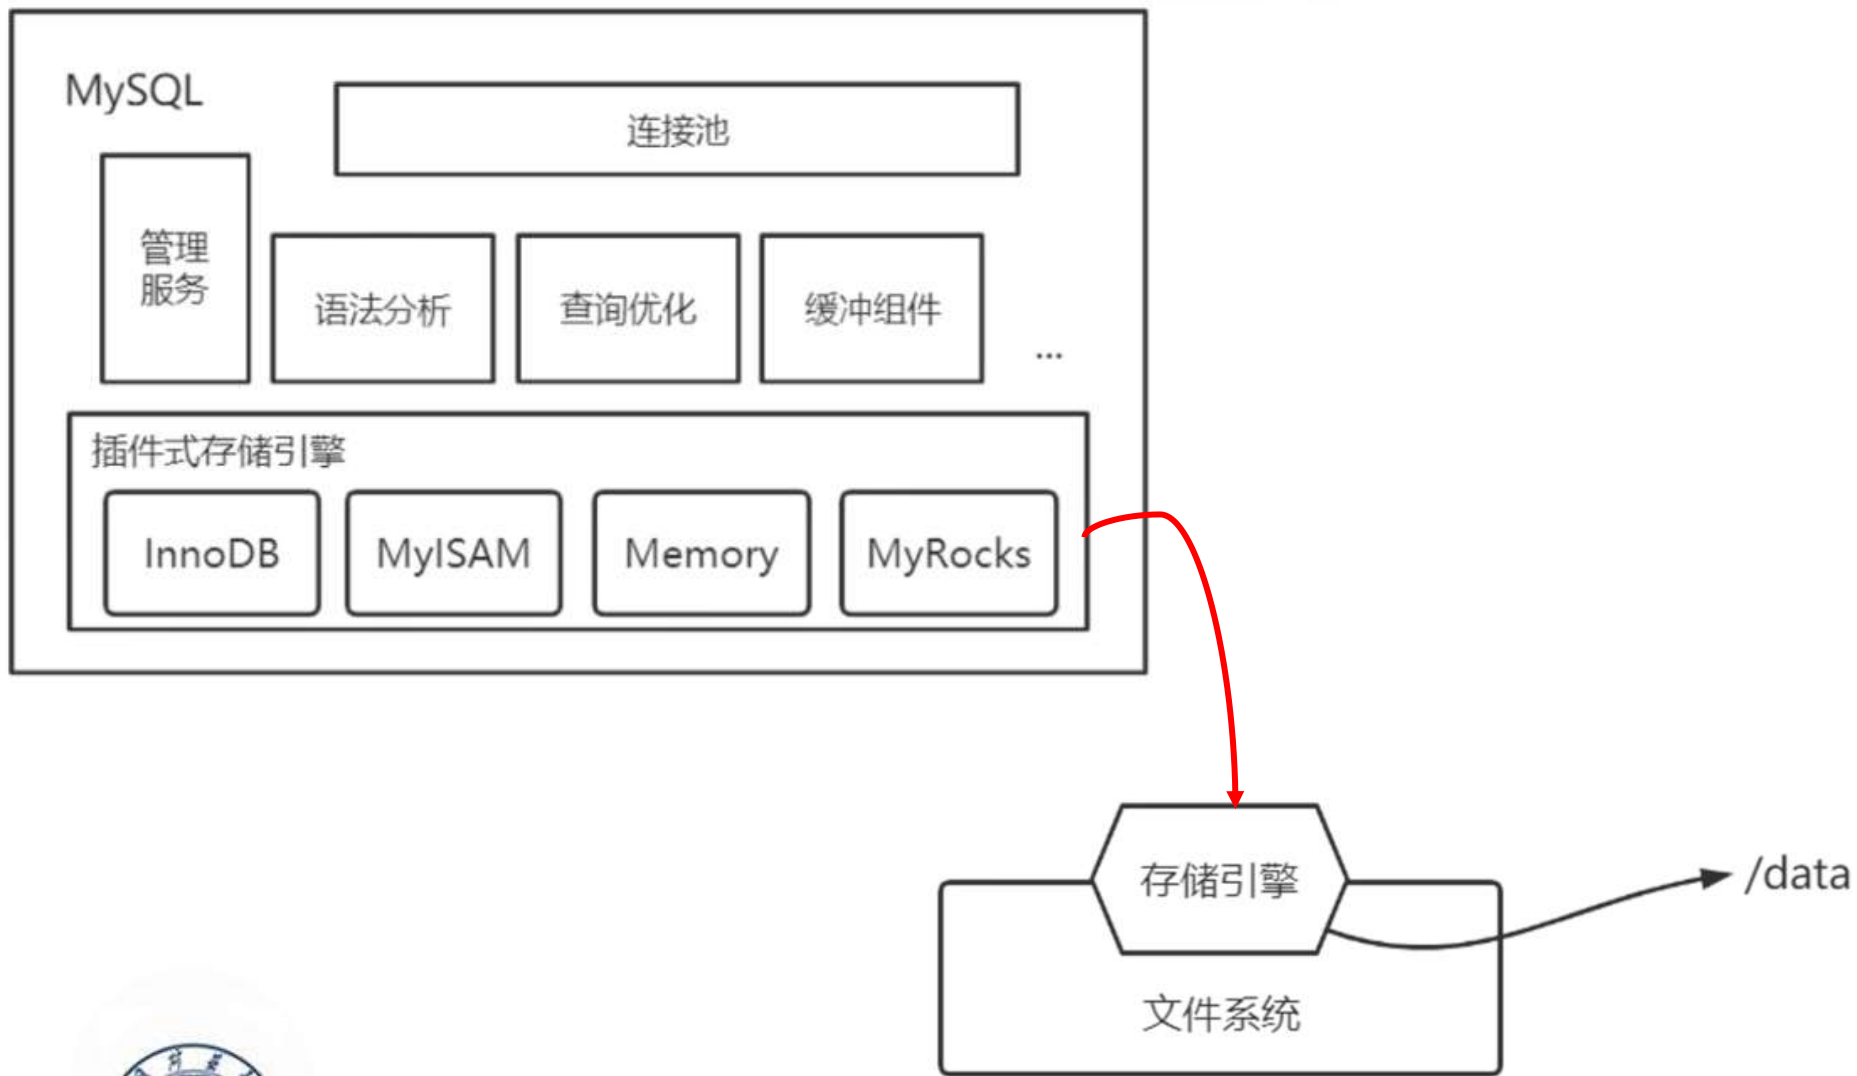 MySQL
连接池
管理
服务
语法分析
查询优化
缓冲组件
...
插件式存储引擎
InnoDB
MyISAM
Memory
MyRocks
存储引擎
/data
文件系统